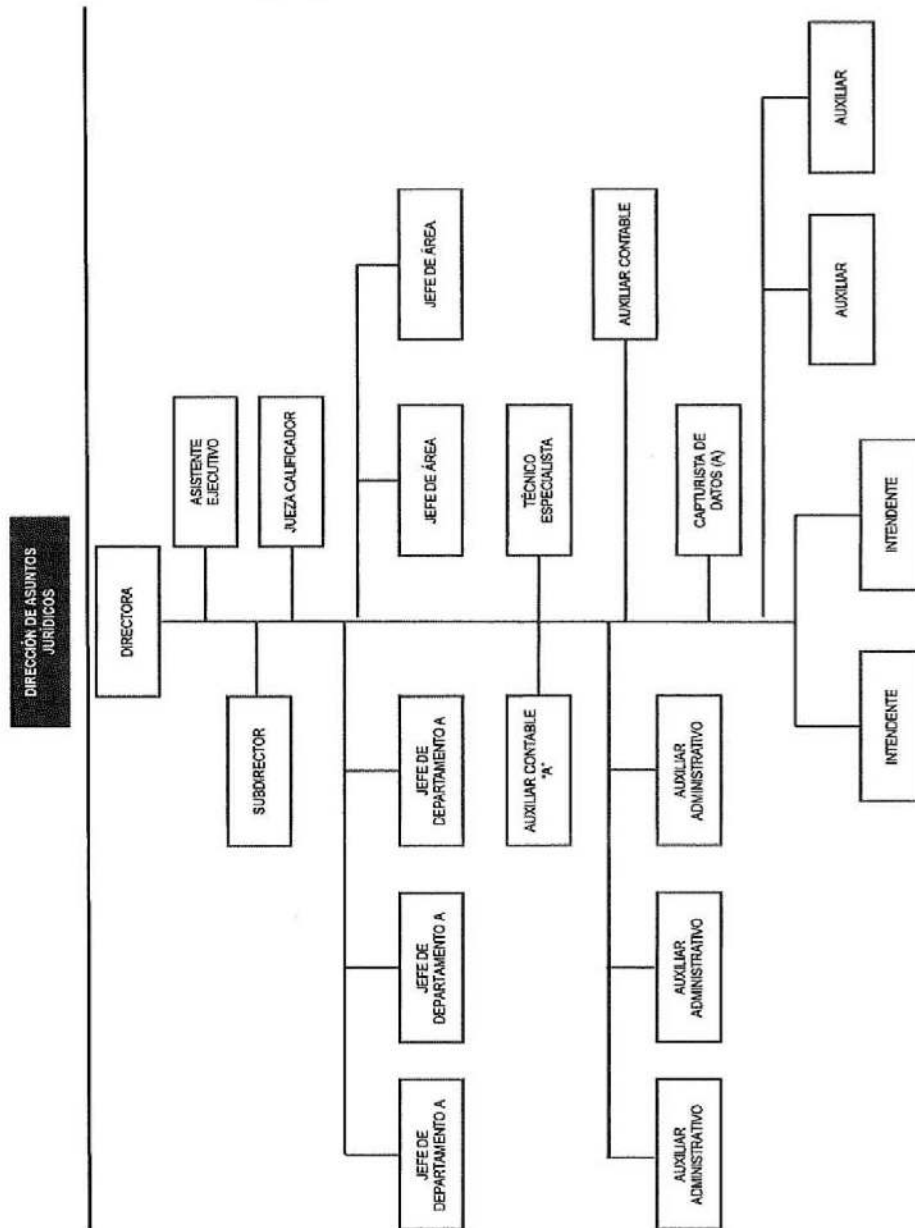 DIRECCIÓN DE ASUNTOS
JURÍDICOS
DIRECTORA
ASISTENTE
EJECUTIVO
SUBDIRECTOR
JUEZA CALIFICADOR
JEFE DE
DEPARTAMENTO A
JEFE DE
DEPARTAMENTO A
JEFE DE
DEPARTAMENTO A
JEFE DE ÁREA
JEFE DE ÁREA
AUXILIAR CONTABLE
"A"
TÉCNICO
ESPECIALISTA
AUXILIAR CONTABLE
AUXILIAR
ADMINISTRATIVO
AUXILIAR
ADMINISTRATIVO
AUXILIAR
ADMINISTRATIVO
CAPTURISTA DE
DATOS (A)
AUXILIAR
AUXILIAR
INTENDENTE
INTENDENTE